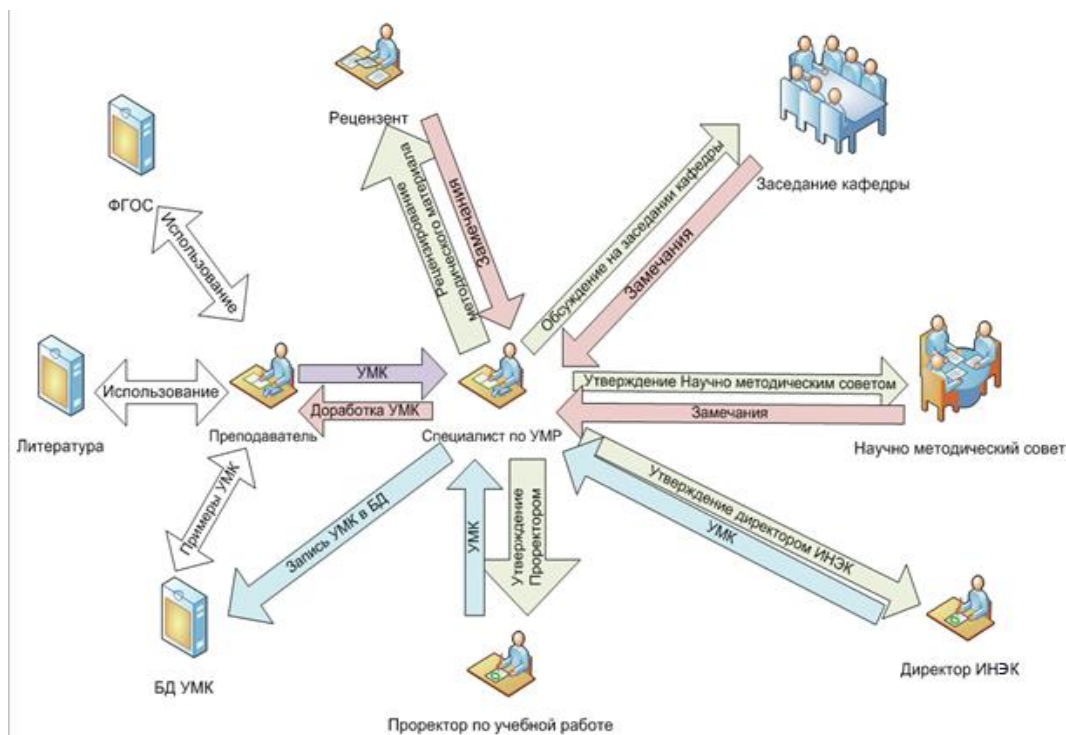 Рецензент
Заседание кафедры
ФГОС
Использование
Рецензирование
методического материала
Замечания
Обсуждение на заседании кафедры
Замечания
Литература
Использование
Преподаватель
УМК
Доработка УМК
Специалист по УМР
Утверждение Научно методическим советом
Замечания
Научно методический совет
Примеры УМК
Запись УМК в БД
УМК
Утверждение
Проректором
Утверждение директором ИНЭК
УМК
БД УМК
Проректор по учебной работе
Директор ИНЭК